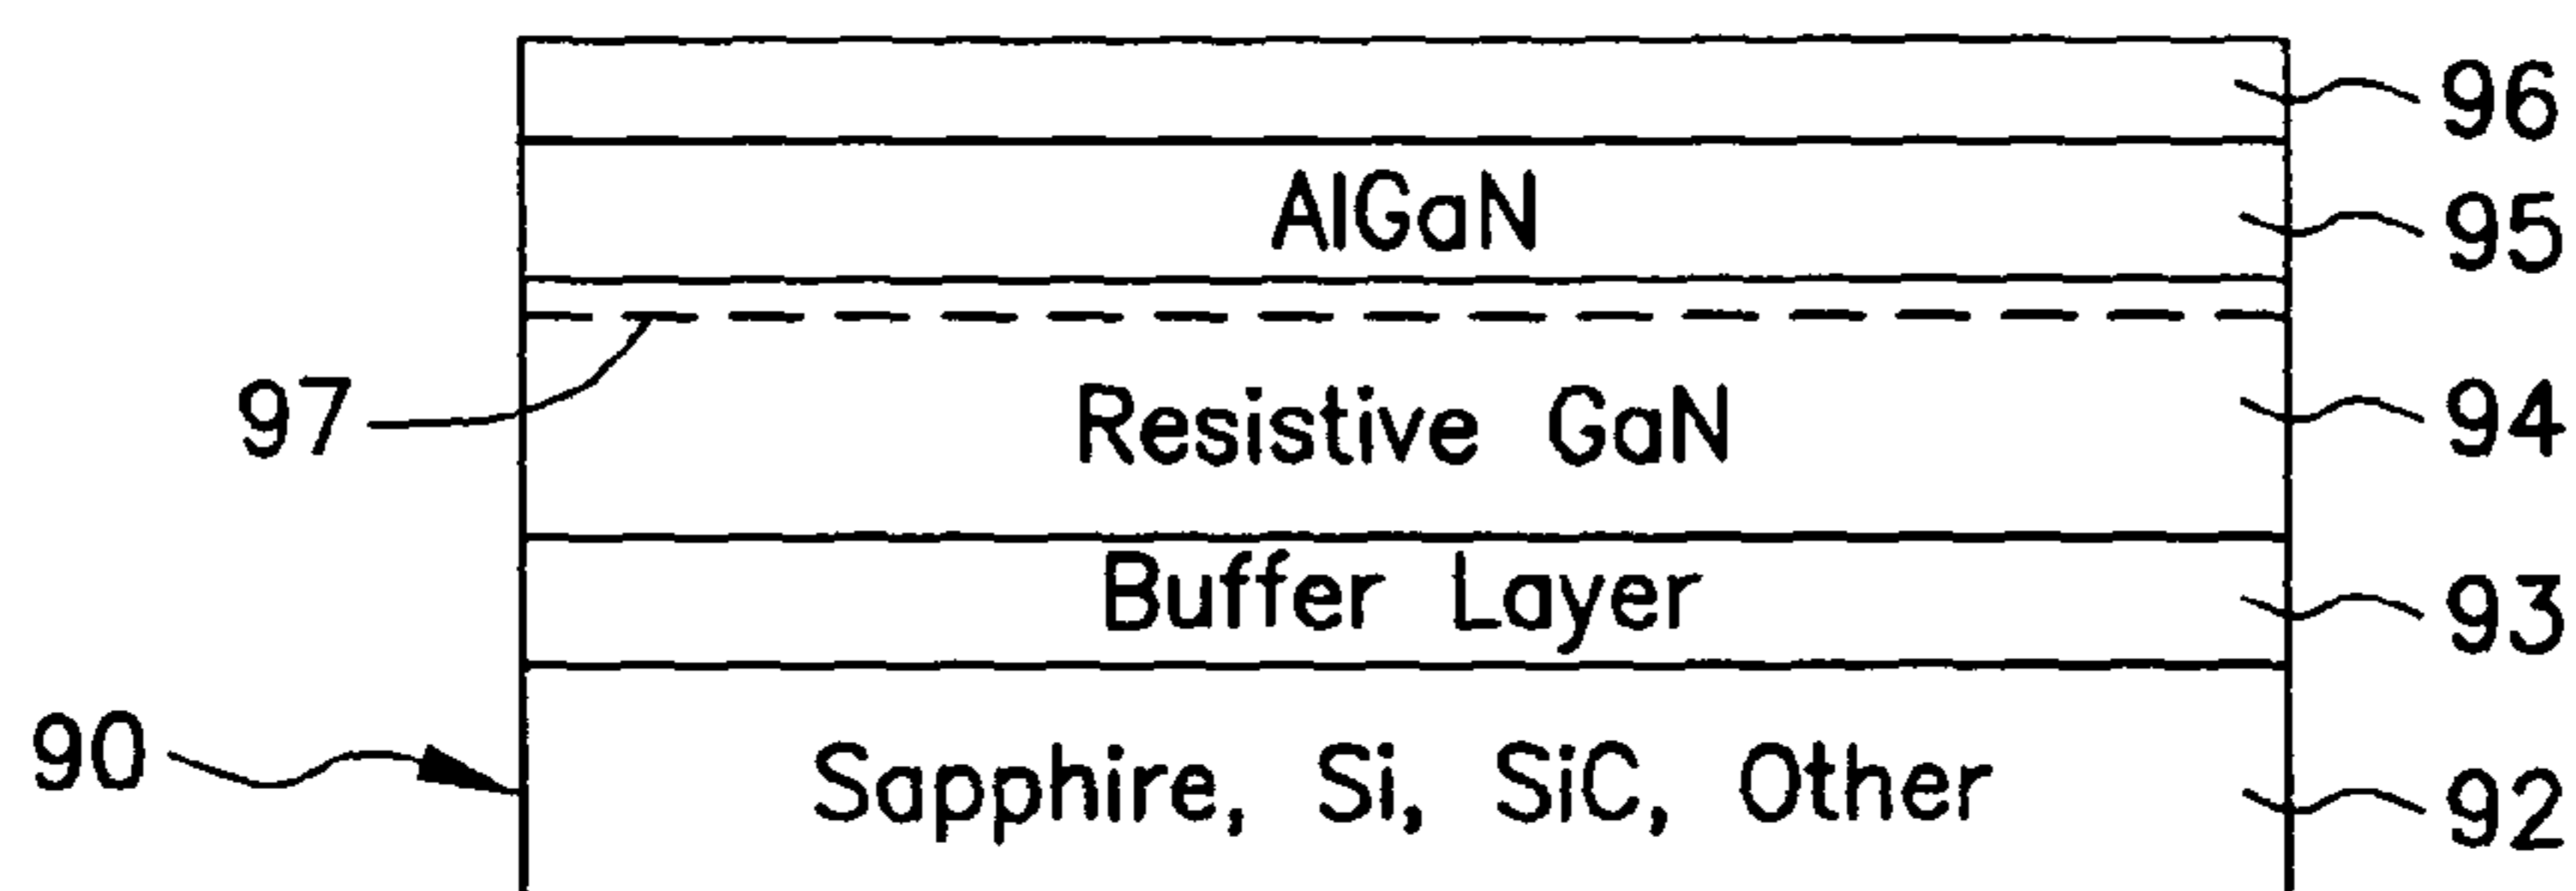 96
AlGaN 95
97 Resistive GaN 94
Buffer Layer 93
90 Sapphire, Si, SiC, Other 92